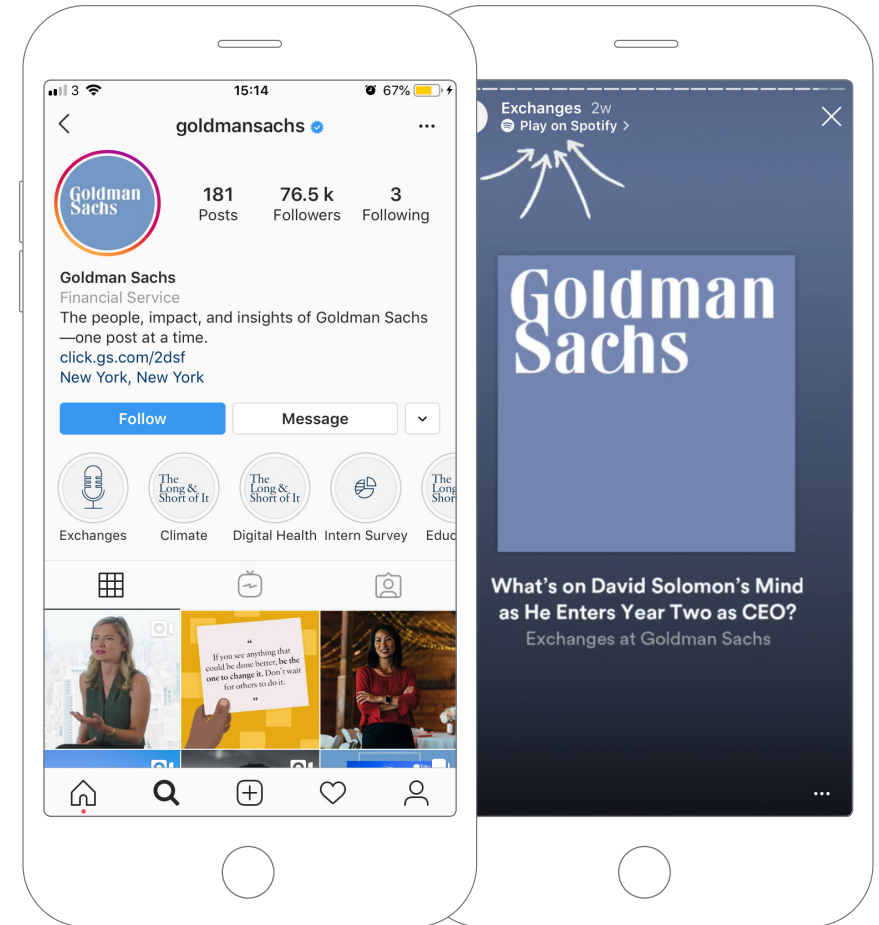 3
15:14
67%
goldmansachs
Goldman
Sachs
181
Posts
76.5 k
Followers
3
Following
Goldman Sachs
Financial Service
The people, impact, and insights of Goldman Sachs
—one post at a time.
click.gs.com/2dsf
New York, New York
Follow
Message
The
Long &
Short of It
The
Long &
Short of It
The
Long
Shor
Exchanges
Climate
Digital Health
Intern Survey
Educ
“
If you see anything that
could be done better, be the
one to change it. Don’t wait
for others to do it.
”
Exchanges 2w
Play on Spotify >
Goldman
Sachs
What’s on David Solomon’s Mind
as He Enters Year Two as CEO?
Exchanges at Goldman Sachs